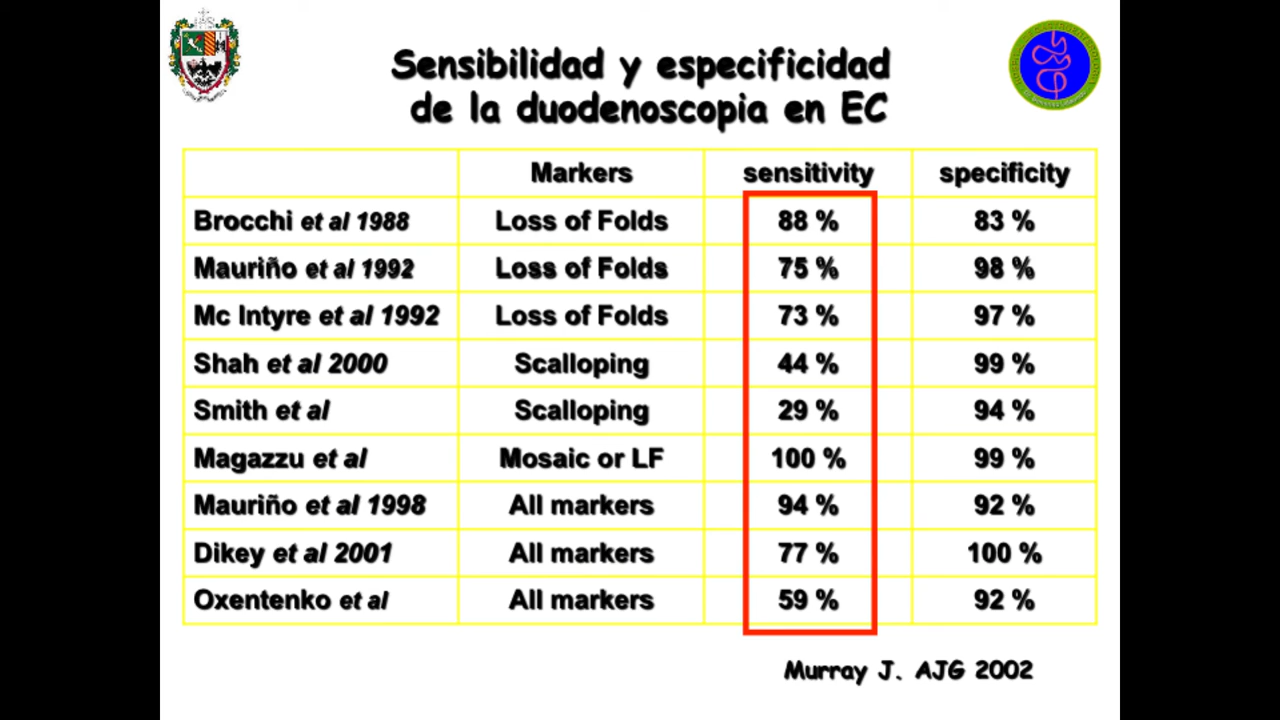 Sensibilidad y especificidad
de la duodenoscopia en EC
Markers sensitivity specificity
Brocchi et al 1988 Loss of Folds 88 % 83 %
Mauriño et al 1992 Loss of Folds 75 % 98 %
Mc Intyre et al 1992 Loss of Folds 73 % 97 %
Shah et al 2000 Scalloping 44 % 99 %
Smith et al Scalloping 29 % 94 %
Magazzu et al Mosaic or LF 100 % 99 %
Mauriño et al 1998 All markers 94 % 92 %
Dikey et al 2001 All markers 77 % 100 %
Oxentenko et al All markers 59 % 92 %
Murray J. AJG 2002